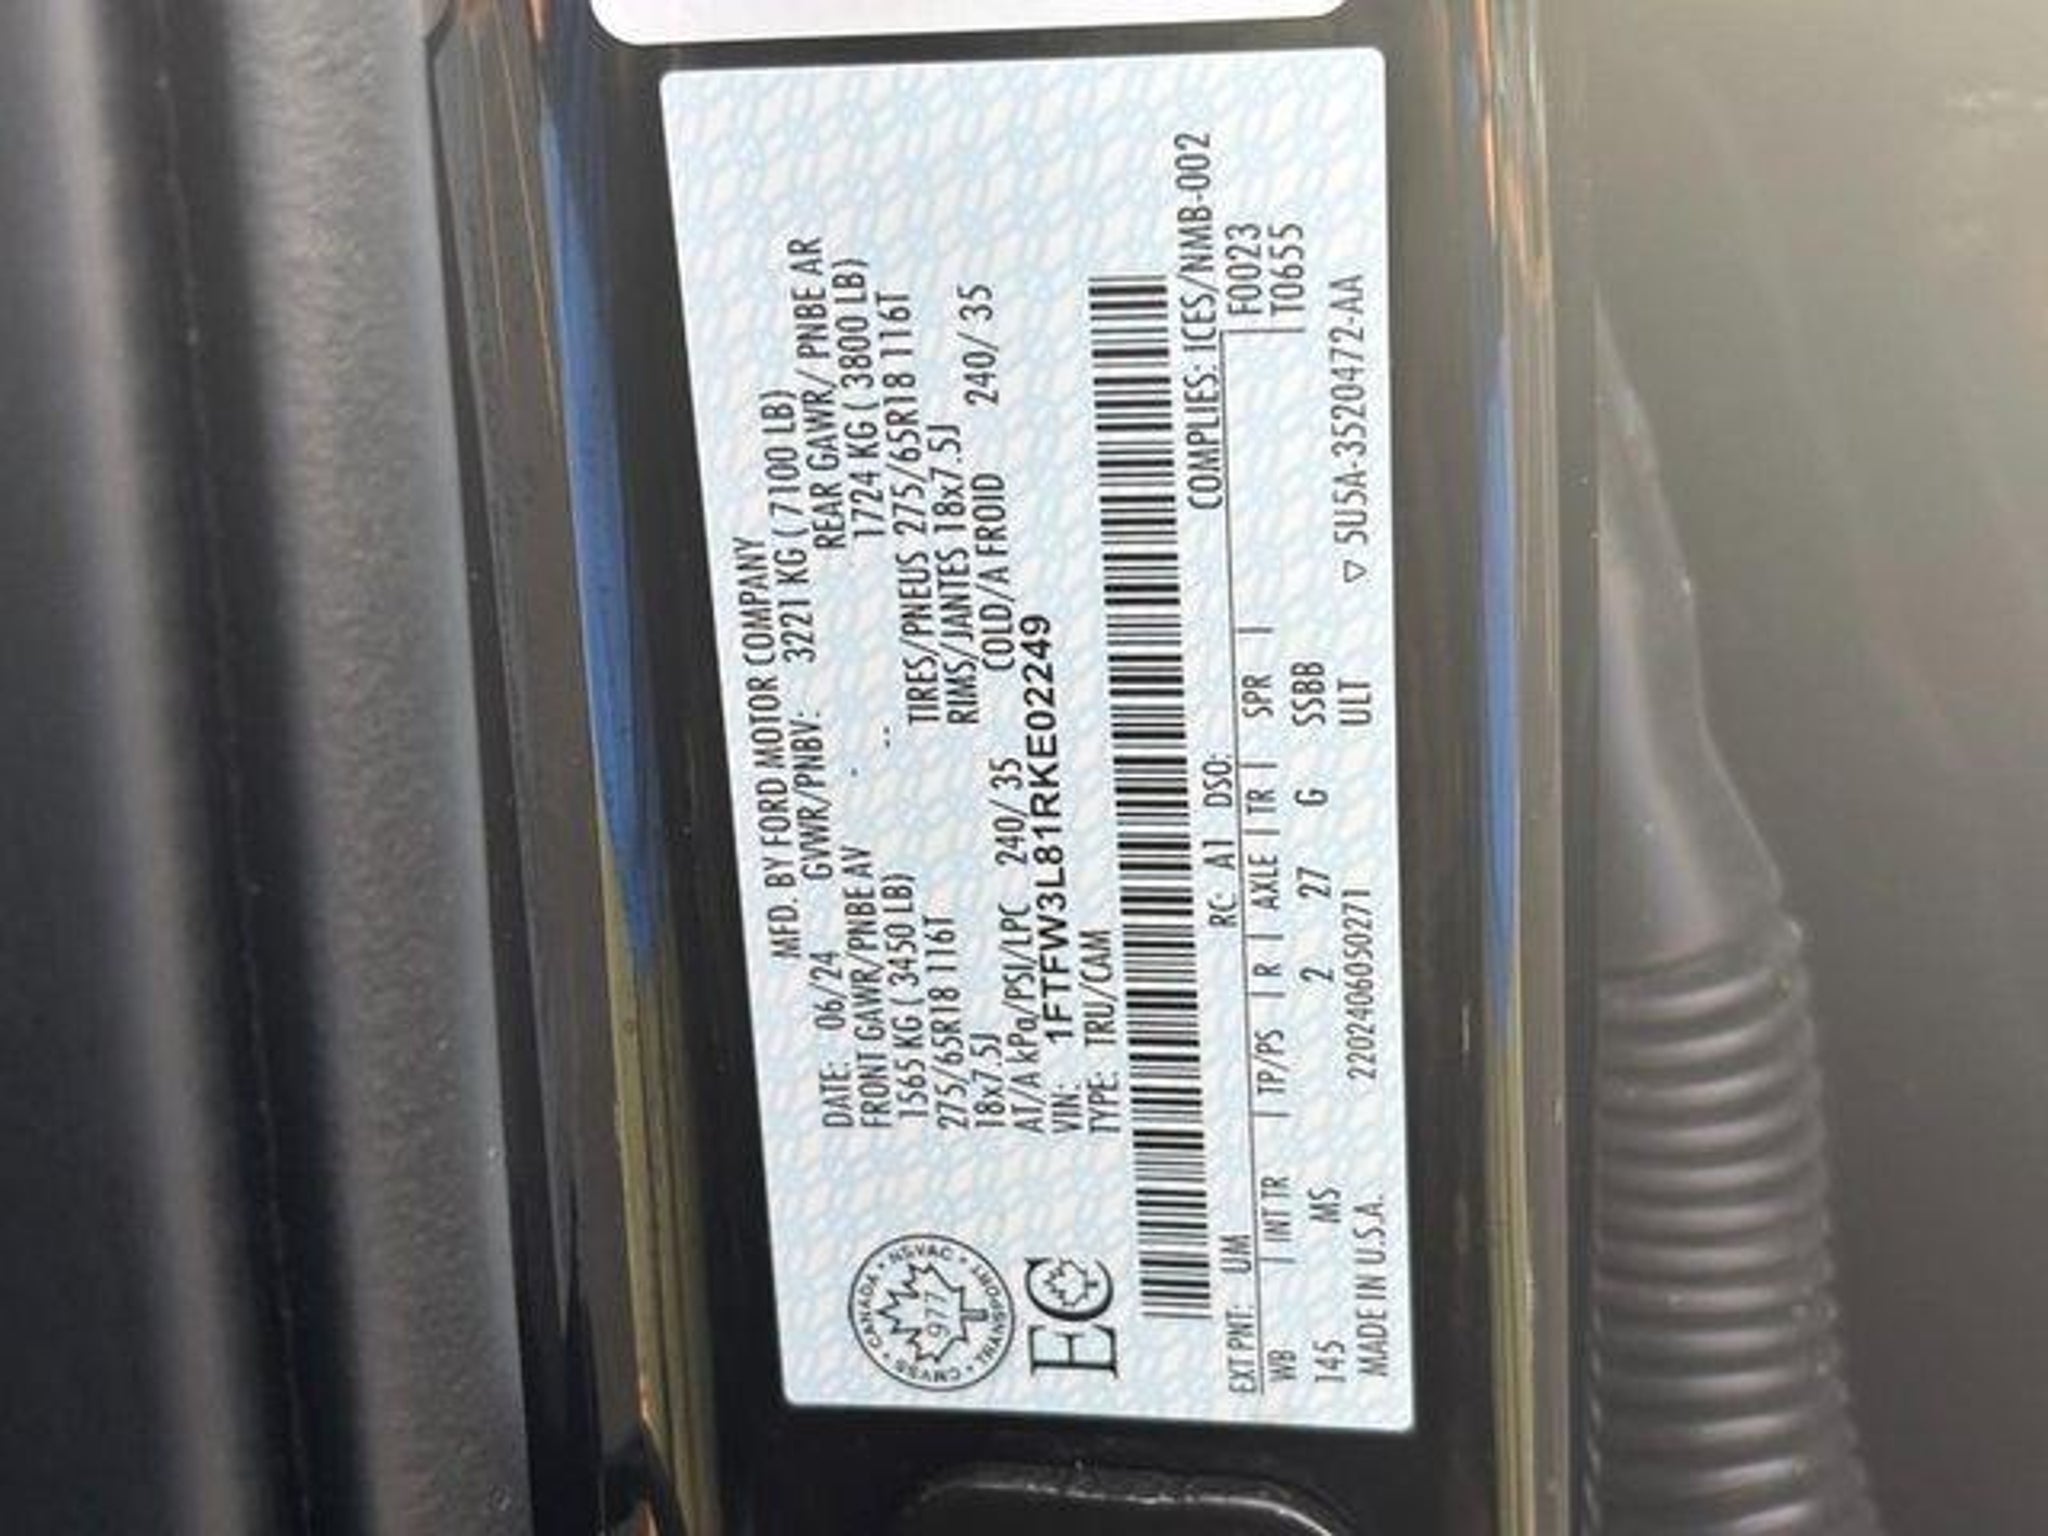 MFD. BY FORD MOTOR COMPANY
DATE: 06/24 GVWR/PNBV: 3221 KG ( 7100 LB)
FRONT GAWR/PNBE AV REAR GAWR/ PNBE AR
1565 KG ( 3450 LB) 1724 KG ( 3800 LB)
275/65R18 116T TIRES/PNEUS 275/65R18 116T
18x7.5J RIMS/JANTES 18x7.5J
AT/A kPa/PSI/LPC 240/ 35 COLD/A FROID 240/ 35
VIN: 1FTFW3L81RKE02249
TYPE: TRU/CAM
CANADA • NSVAC • TRANSPORT • CMVSS
977
EC
COMPLIES: ICES/NMB-002
EXT PNT: UM RC: A1 DSO: F0023
WB | INT TR | TP/PS | R | AXLE | TR | SPR | | T0655
145 MS 2 27 G SSBB
ULT
MADE IN U.S.A. 2202406050271 ▽ 5U5A-3520472-AA